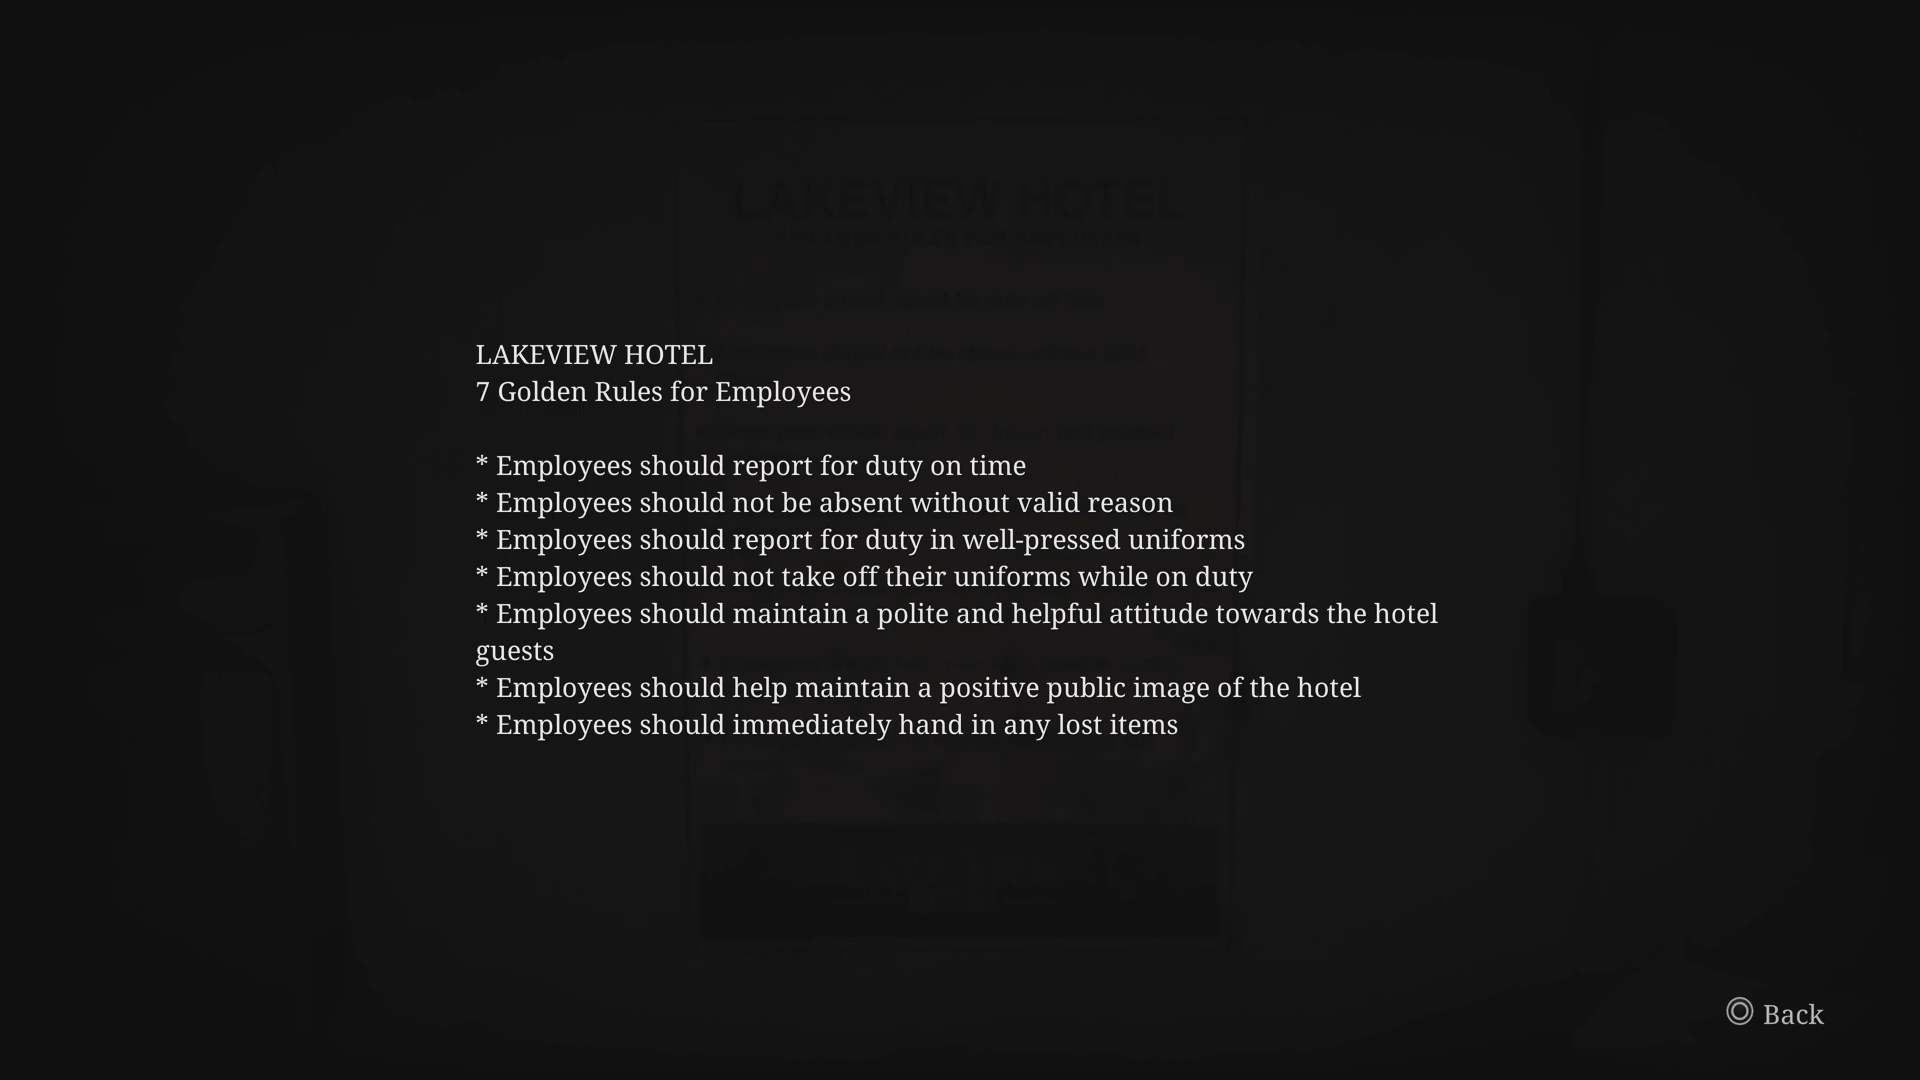 LAKEVIEW HOTEL
7 Golden Rules for Employees
* Employees should report for duty on time
* Employees should not be absent without valid reason
* Employees should report for duty in well-pressed uniforms
* Employees should not take off their uniforms while on duty
* Employees should maintain a polite and helpful attitude towards the hotel
guests
* Employees should help maintain a positive public image of the hotel
* Employees should immediately hand in any lost items
LAKEVIEW HOTEL
Back